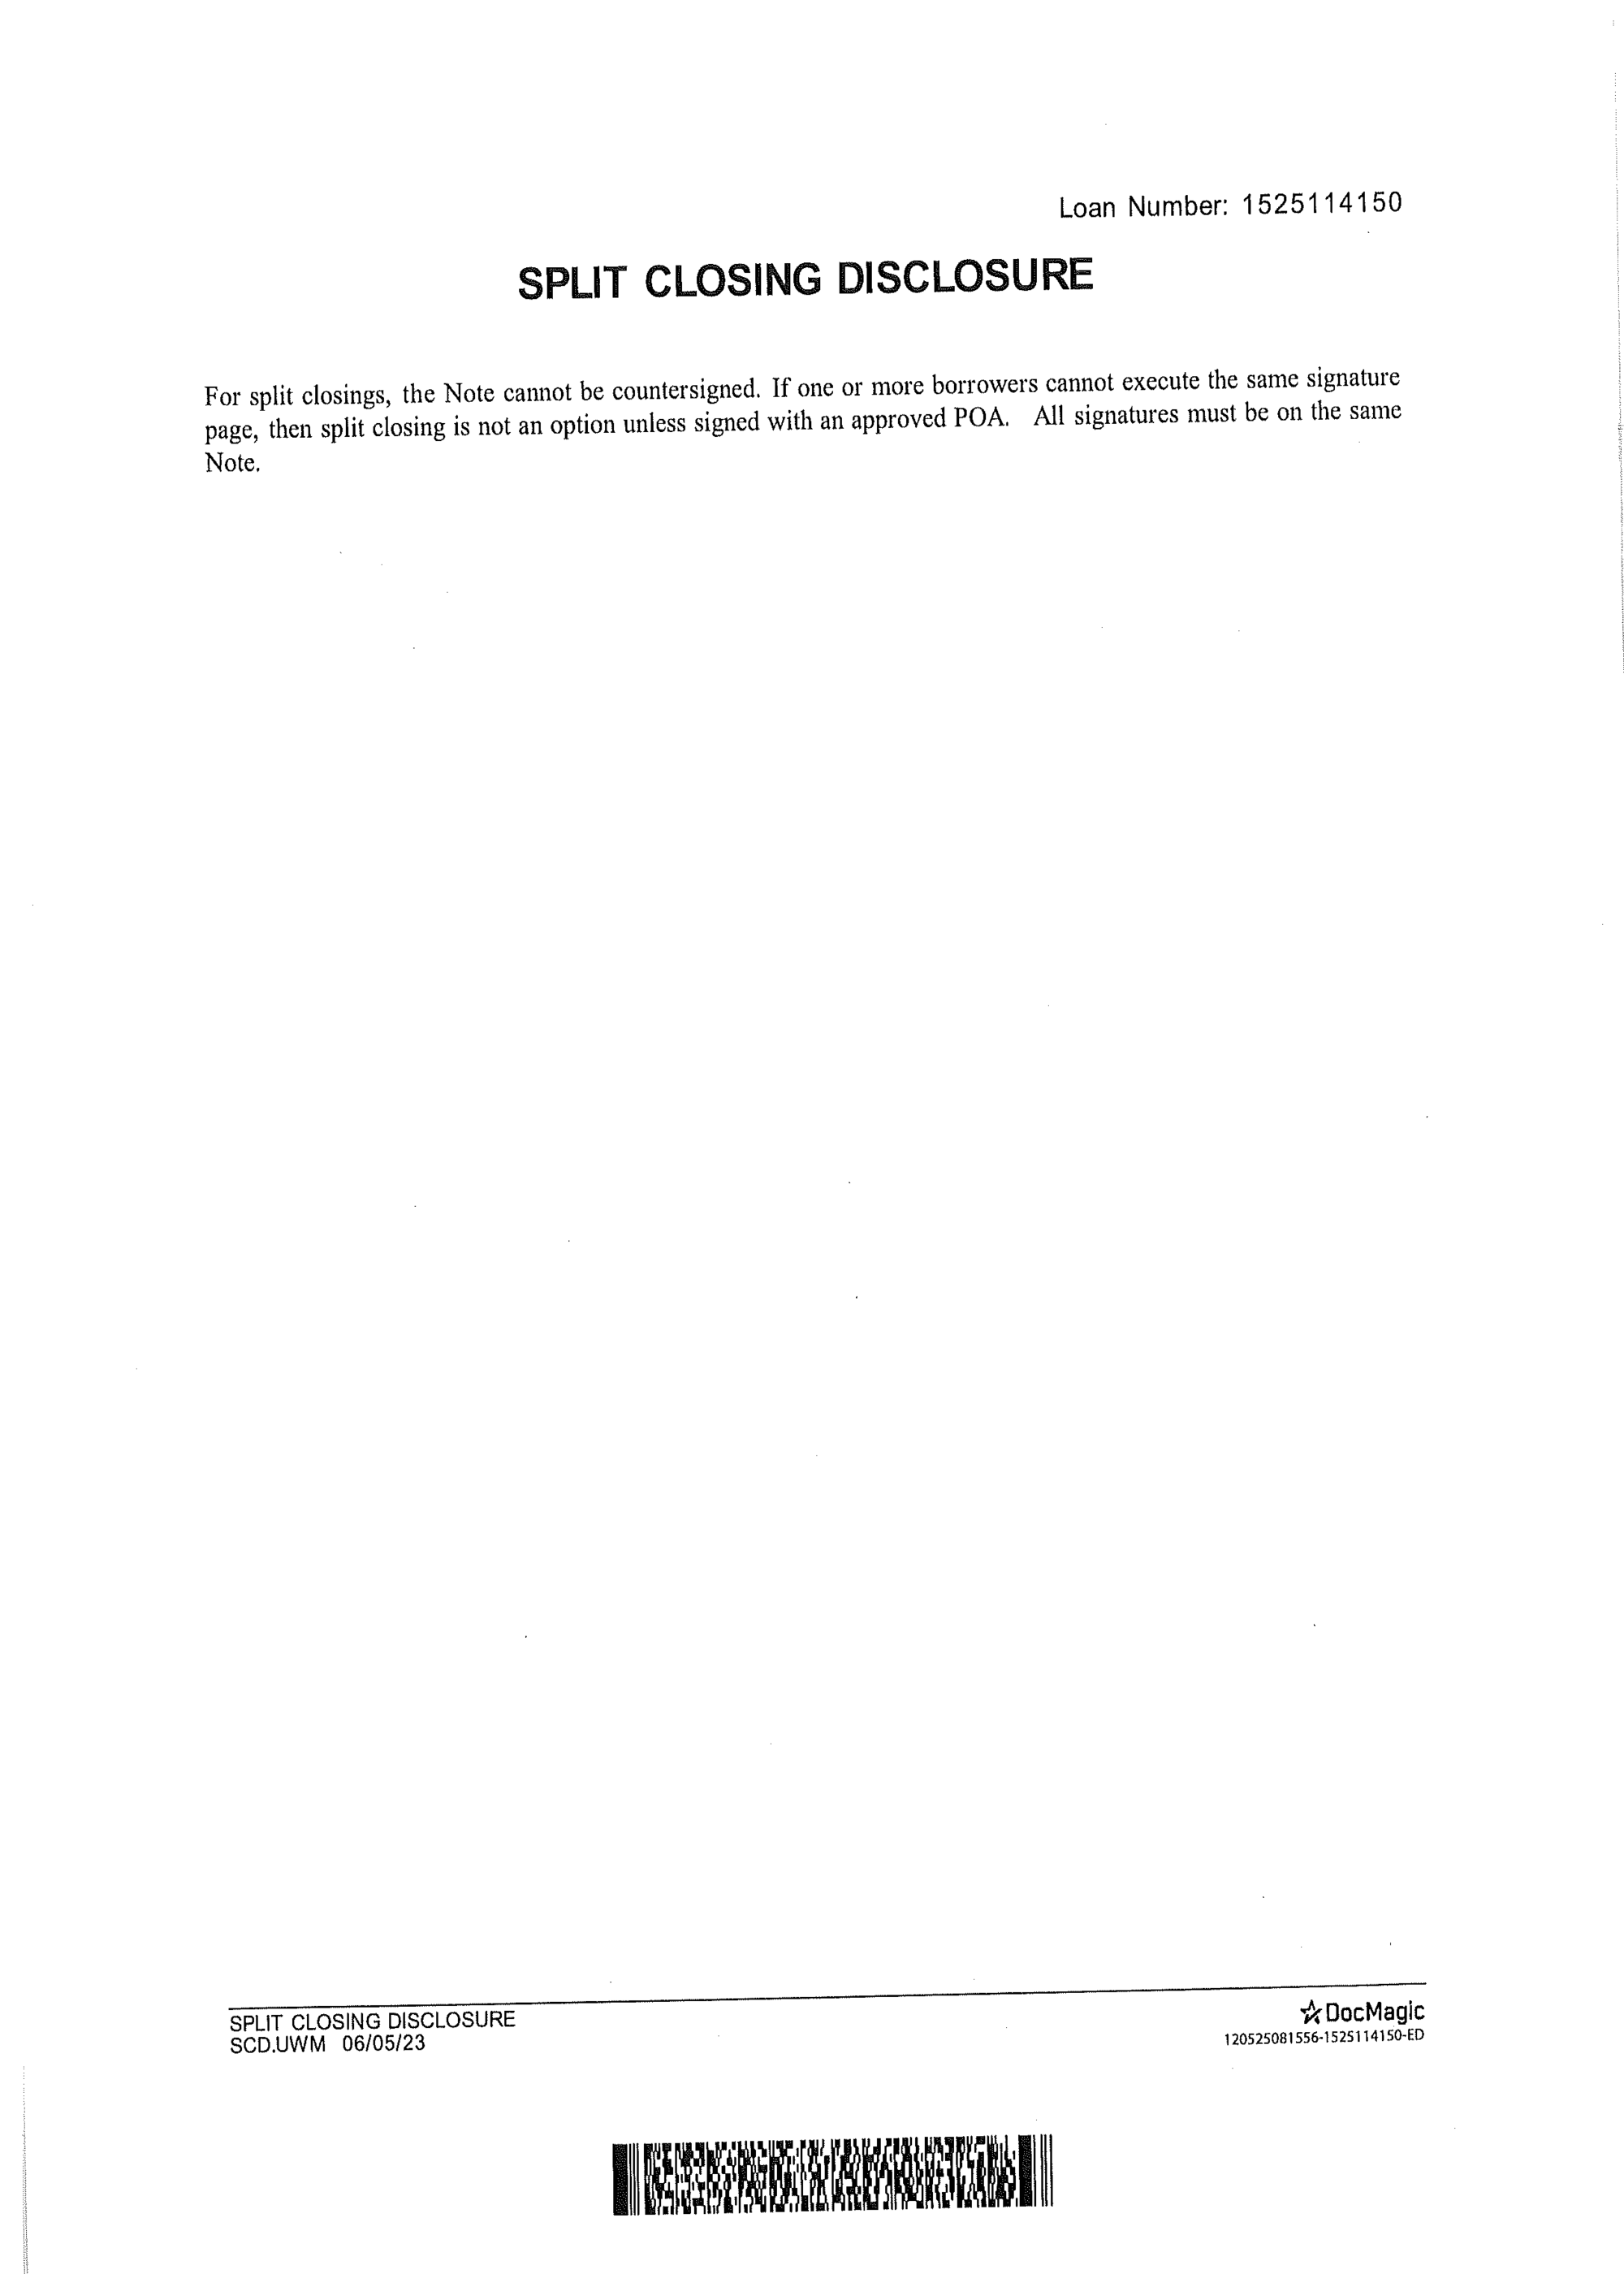 Loan Number: 1525114150
SPLIT CLOSING DISCLOSURE
For split closings, the Note cannot be countersigned. If one or more borrowers cannot execute the same signature
page, then split closing is not an option unless signed with an approved POA. All signatures must be on the same
Note.
SPLIT CLOSING DISCLOSURE
SCD.UWM 06/05/23
DocMagic
120525081556-1525114150-ED